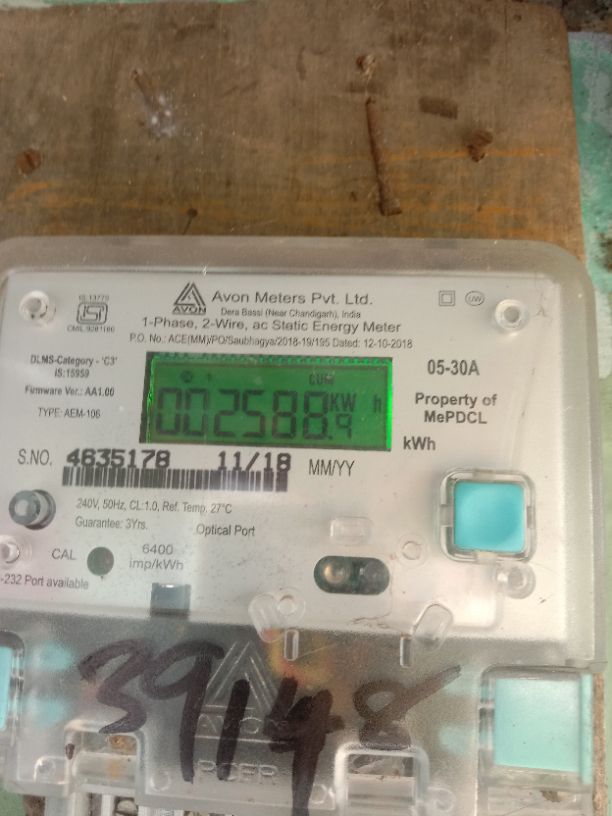 IS:13779
ISI
CM/L 9281166
AVON
Avon Meters Pvt. Ltd.
Dera Bassi (Near Chandigarh), India
1-Phase, 2-Wire, ac Static Energy Meter
P.O. No.: ACE(MM)/PO/Saubhagya/2018-19/195 Dated: 12-10-2018
DLMS-Category - 'C3'
IS:15959
Firmware Ver.: AA1.00
TYPE: AEM-106
CUM
002588.9 KW h
05-30A
Property of
MePDCL
kWh
S.NO. 4635178 11/18 MM/YY
240V, 50Hz, CL:1.0, Ref. Temp. 27°C
Guarantee: 3Yrs.
Optical Port
CAL
6400
imp/kWh
-232 Port available
39148
AVON